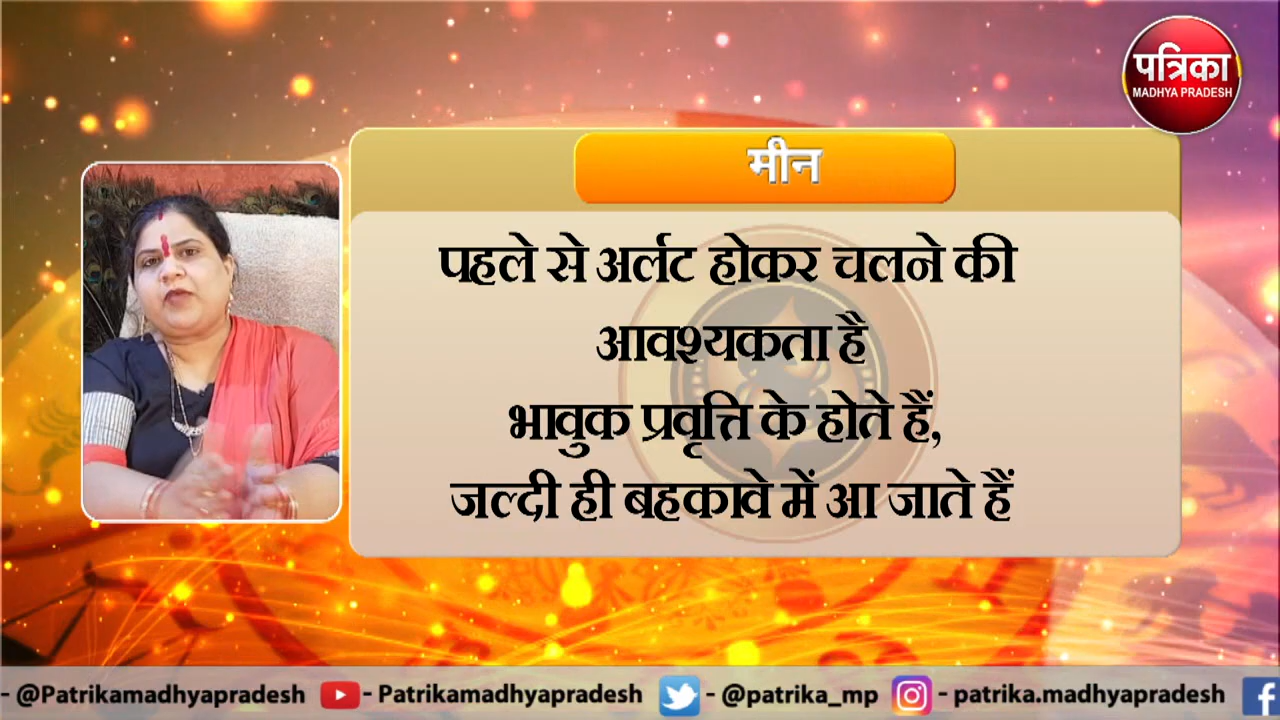 पत्रिका
MADHYA PRADESH
मीन
पहले से अर्लट होकर चलने की
आवश्यकता है
भावुक प्रवृत्ति के होते हैं,
जल्दी ही बहकावे में आ जाते हैं
- @Patrikamadhyapradesh - Patrikamadhyapradesh - @patrika_mp - patrika.madhyapradesh